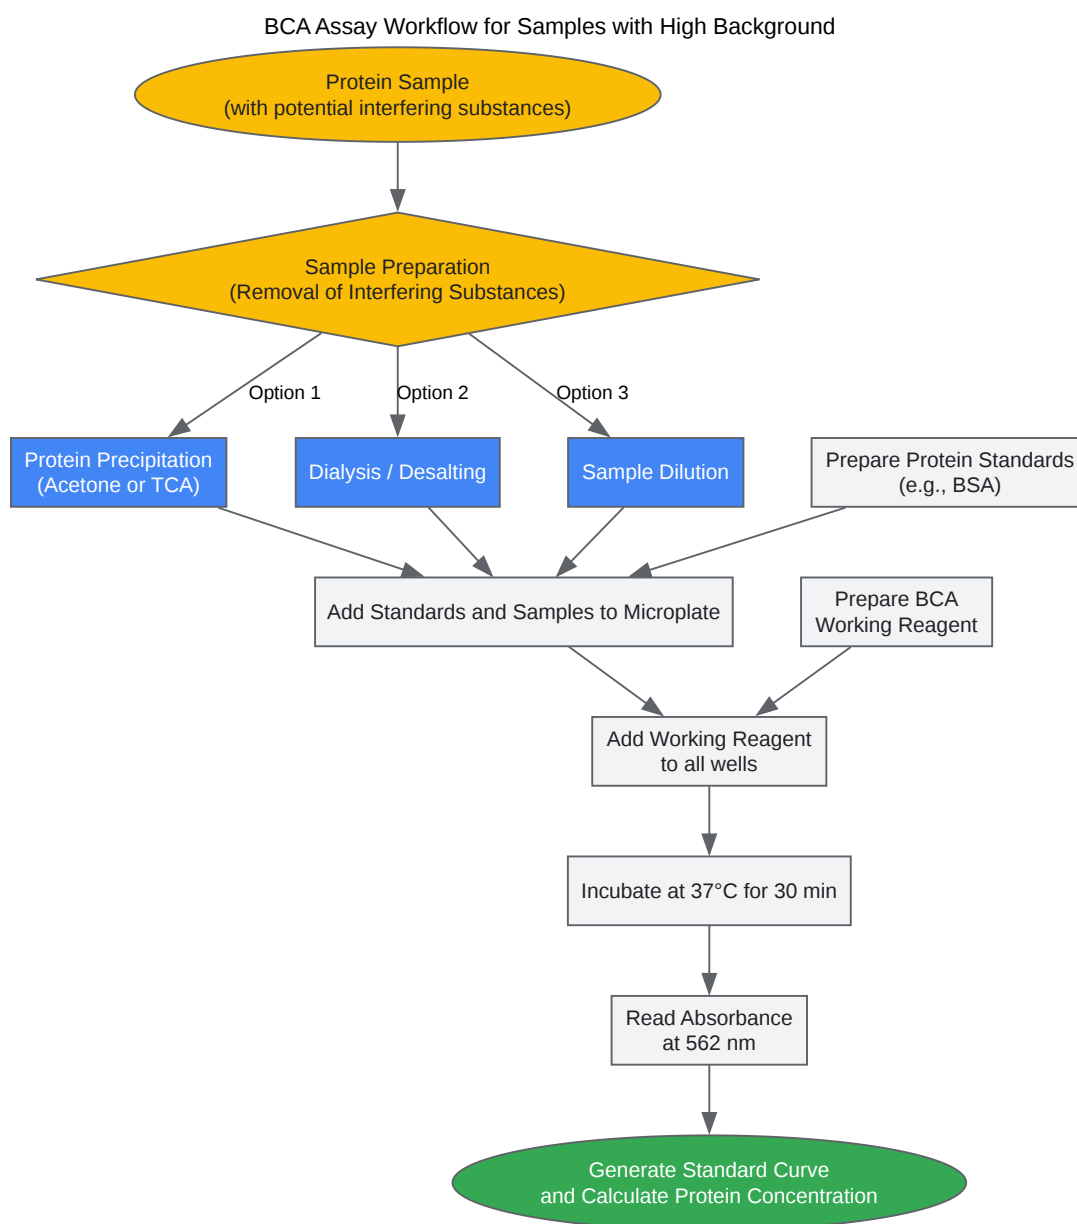 BCA Assay Workflow for Samples with High Background
Protein Sample
(with potential interfering substances)
Sample Preparation
(Removal of Interfering Substances)
Option 1
Option 2
Option 3
Protein Precipitation
(Acetone or TCA)
Dialysis / Desalting
Sample Dilution
Prepare Protein Standards
(e.g., BSA)
Add Standards and Samples to Microplate
Prepare BCA
Working Reagent
Add Working Reagent
to all wells
Incubate at 37°C for 30 min
Read Absorbance
at 562 nm
Generate Standard Curve
and Calculate Protein Concentration